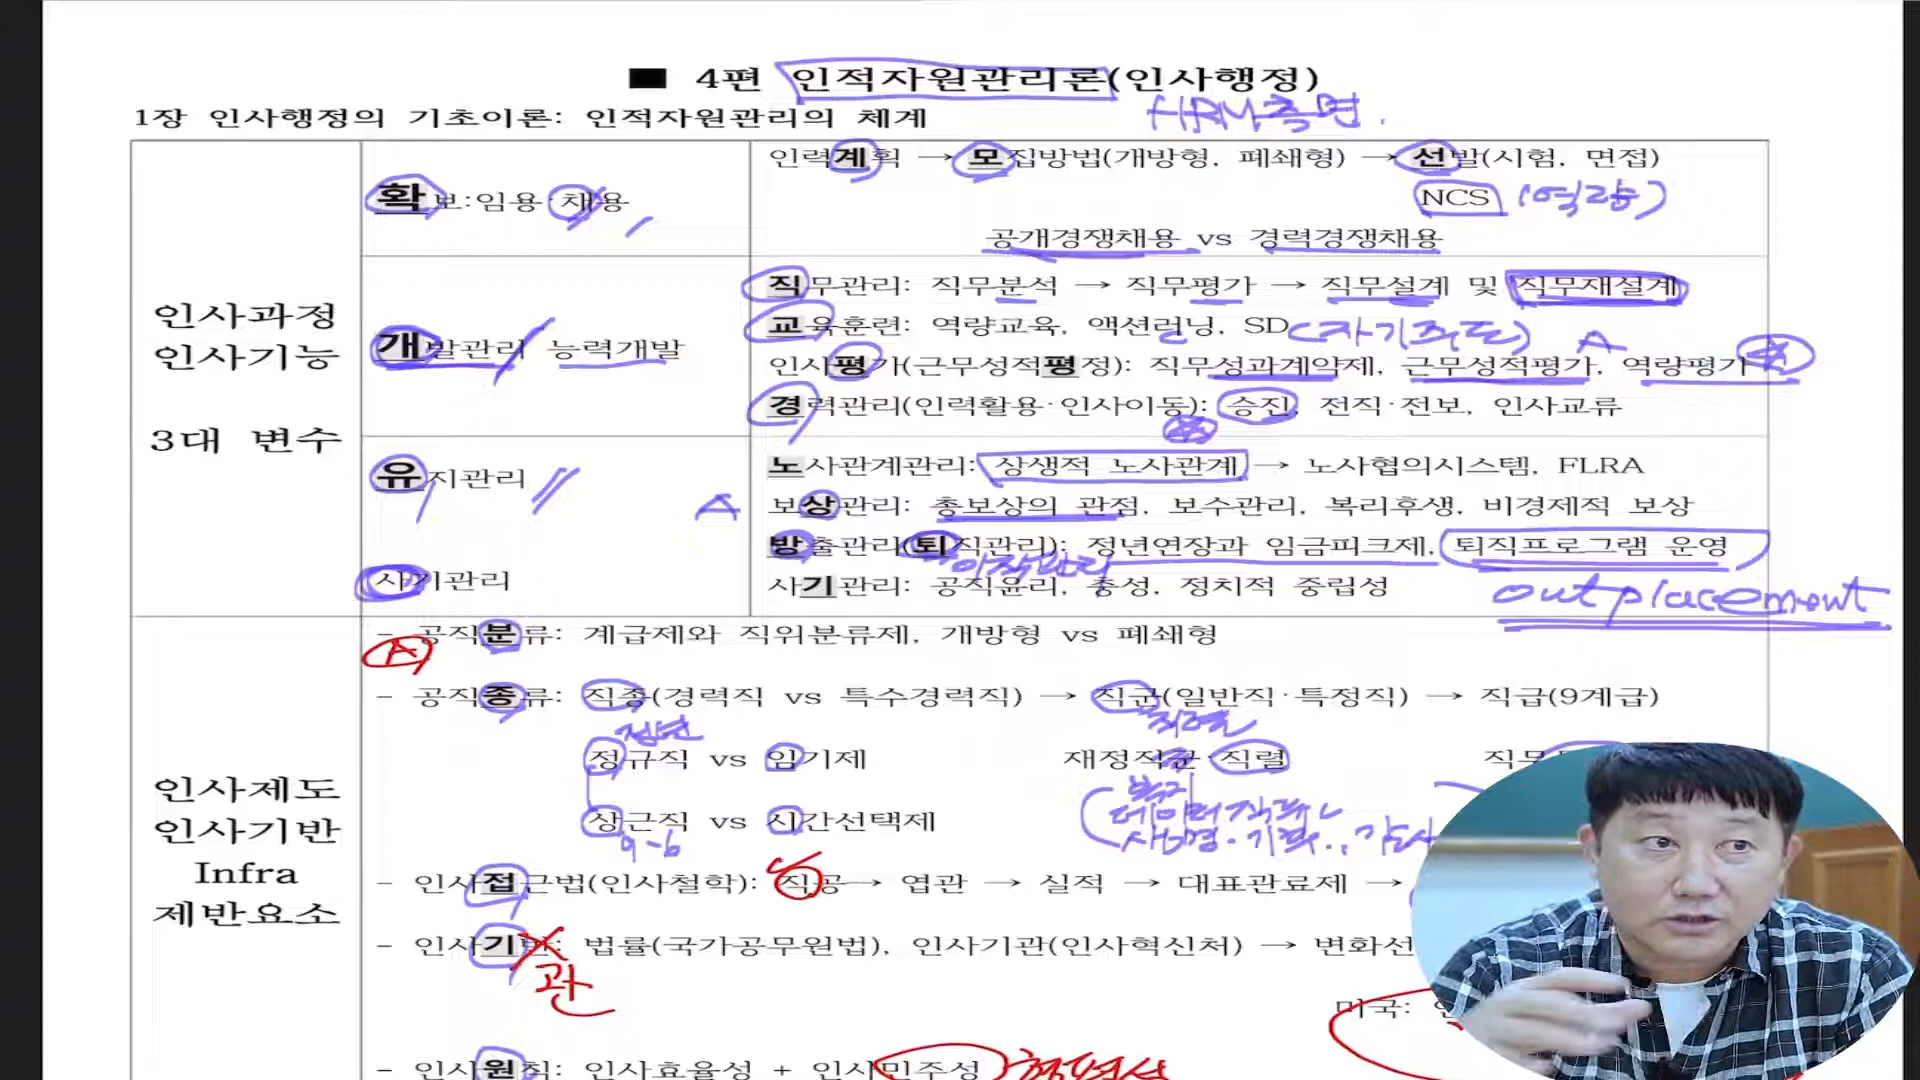 ■ 4편 인적자원관리론(인사행정)
HRM측면.
1장 인사행정의 기초이론: 인적자원관리의 체계
인사과정
인사기능
3대 변수
확보:임용·채용
인력계획 → 모집방법(개방형, 폐쇄형) → 선발(시험, 면접)
NCS (역량)
공개경쟁채용 vs 경력경쟁채용
개발관리 능력개발
직무관리: 직무분석 → 직무평가 → 직무설계 및 직무재설계
교육훈련: 역량교육, 액션러닝, SD(자기주도) A
인사평가(근무성적평정): 직무성과계약제, 근무성적평가, 역량평가
경력관리(인력활용·인사이동): 승진, 전직·전보, 인사교류
유지관리
사기관리
노사관계관리: 상생적 노사관계 → 노사협의시스템, FLRA
A 보상관리: 총보상의 관점, 보수관리, 복리후생, 비경제적 보상
방출관리(퇴직관리): 정년연장과 임금피크제, 퇴직프로그램 운영
이직관리
사기관리: 공직윤리, 충성, 정치적 중립성
outplacement
인사제도
인사기반
Infra
제반요소
- 공직분류: 계급제와 직위분류제, 개방형 vs 폐쇄형
A
- 공직종류: 직종(경력직 vs 특수경력직) → 직군(일반직·특정직) → 직급(9계급)
직렬
정규직 vs 임기제
재정직군·직렬
직무
상근직 vs 시간선택제
9-6
- 인사접근법(인사철학): 직공 → 엽관 → 실적 → 대표관료제 →
- 인사기반: 법률(국가공무원법), 인사기관(인사혁신처) → 변화선
관
미국:
- 인사원칙: 인사효율성 + 인사민주성